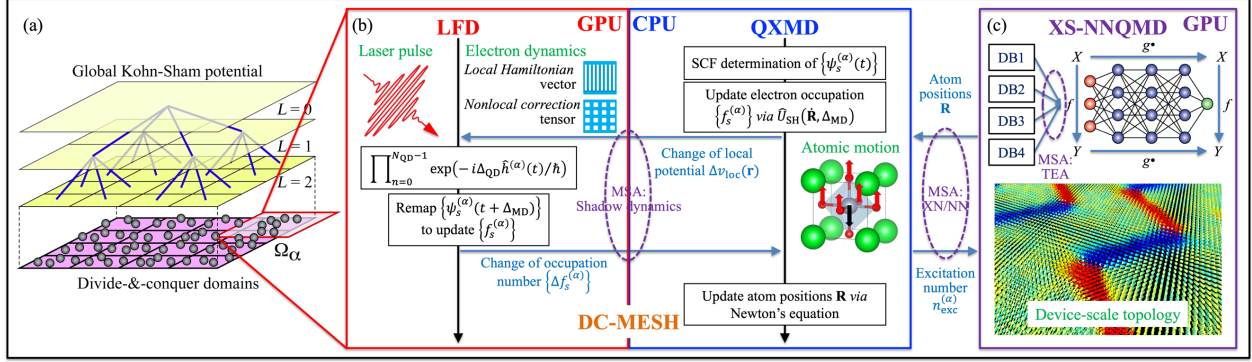 (a)
Global Kohn-Sham potential
L = 0
L = 1
L = 2
Ωα
Divide-&-conquer domains
(b)
LFD
GPU
CPU
QXMD
Laser pulse
Electron dynamics
Local Hamiltonian
vector
Nonlocal correction
tensor
∏_{n=0}^{N_QD−1} exp(−iΔ_QD ĥ^(α)(t)/ħ)
Remap {ψ_s^(α)(t + Δ_MD)}
to update {f_s^(α)}
Change of occupation
number {Δf_s^(α)}
MSA:
Shadow dynamics
SCF determination of {ψ_s^(α)(t)}
Update electron occupation
{f_s^(α)} via Û_SH(Ṙ, Δ_MD)
Change of local
potential Δv_loc(r)
Atomic motion
Update atom positions R via
Newton's equation
DC-MESH
Atom
positions
R
MSA:
XN/NN
Excitation
number
n_exc^(α)
(c)
XS-NNQMD
GPU
DB1
DB2
DB3
DB4
MSA:
TEA
X
g•
X
f
f
Y
g•
Y
Device-scale topology